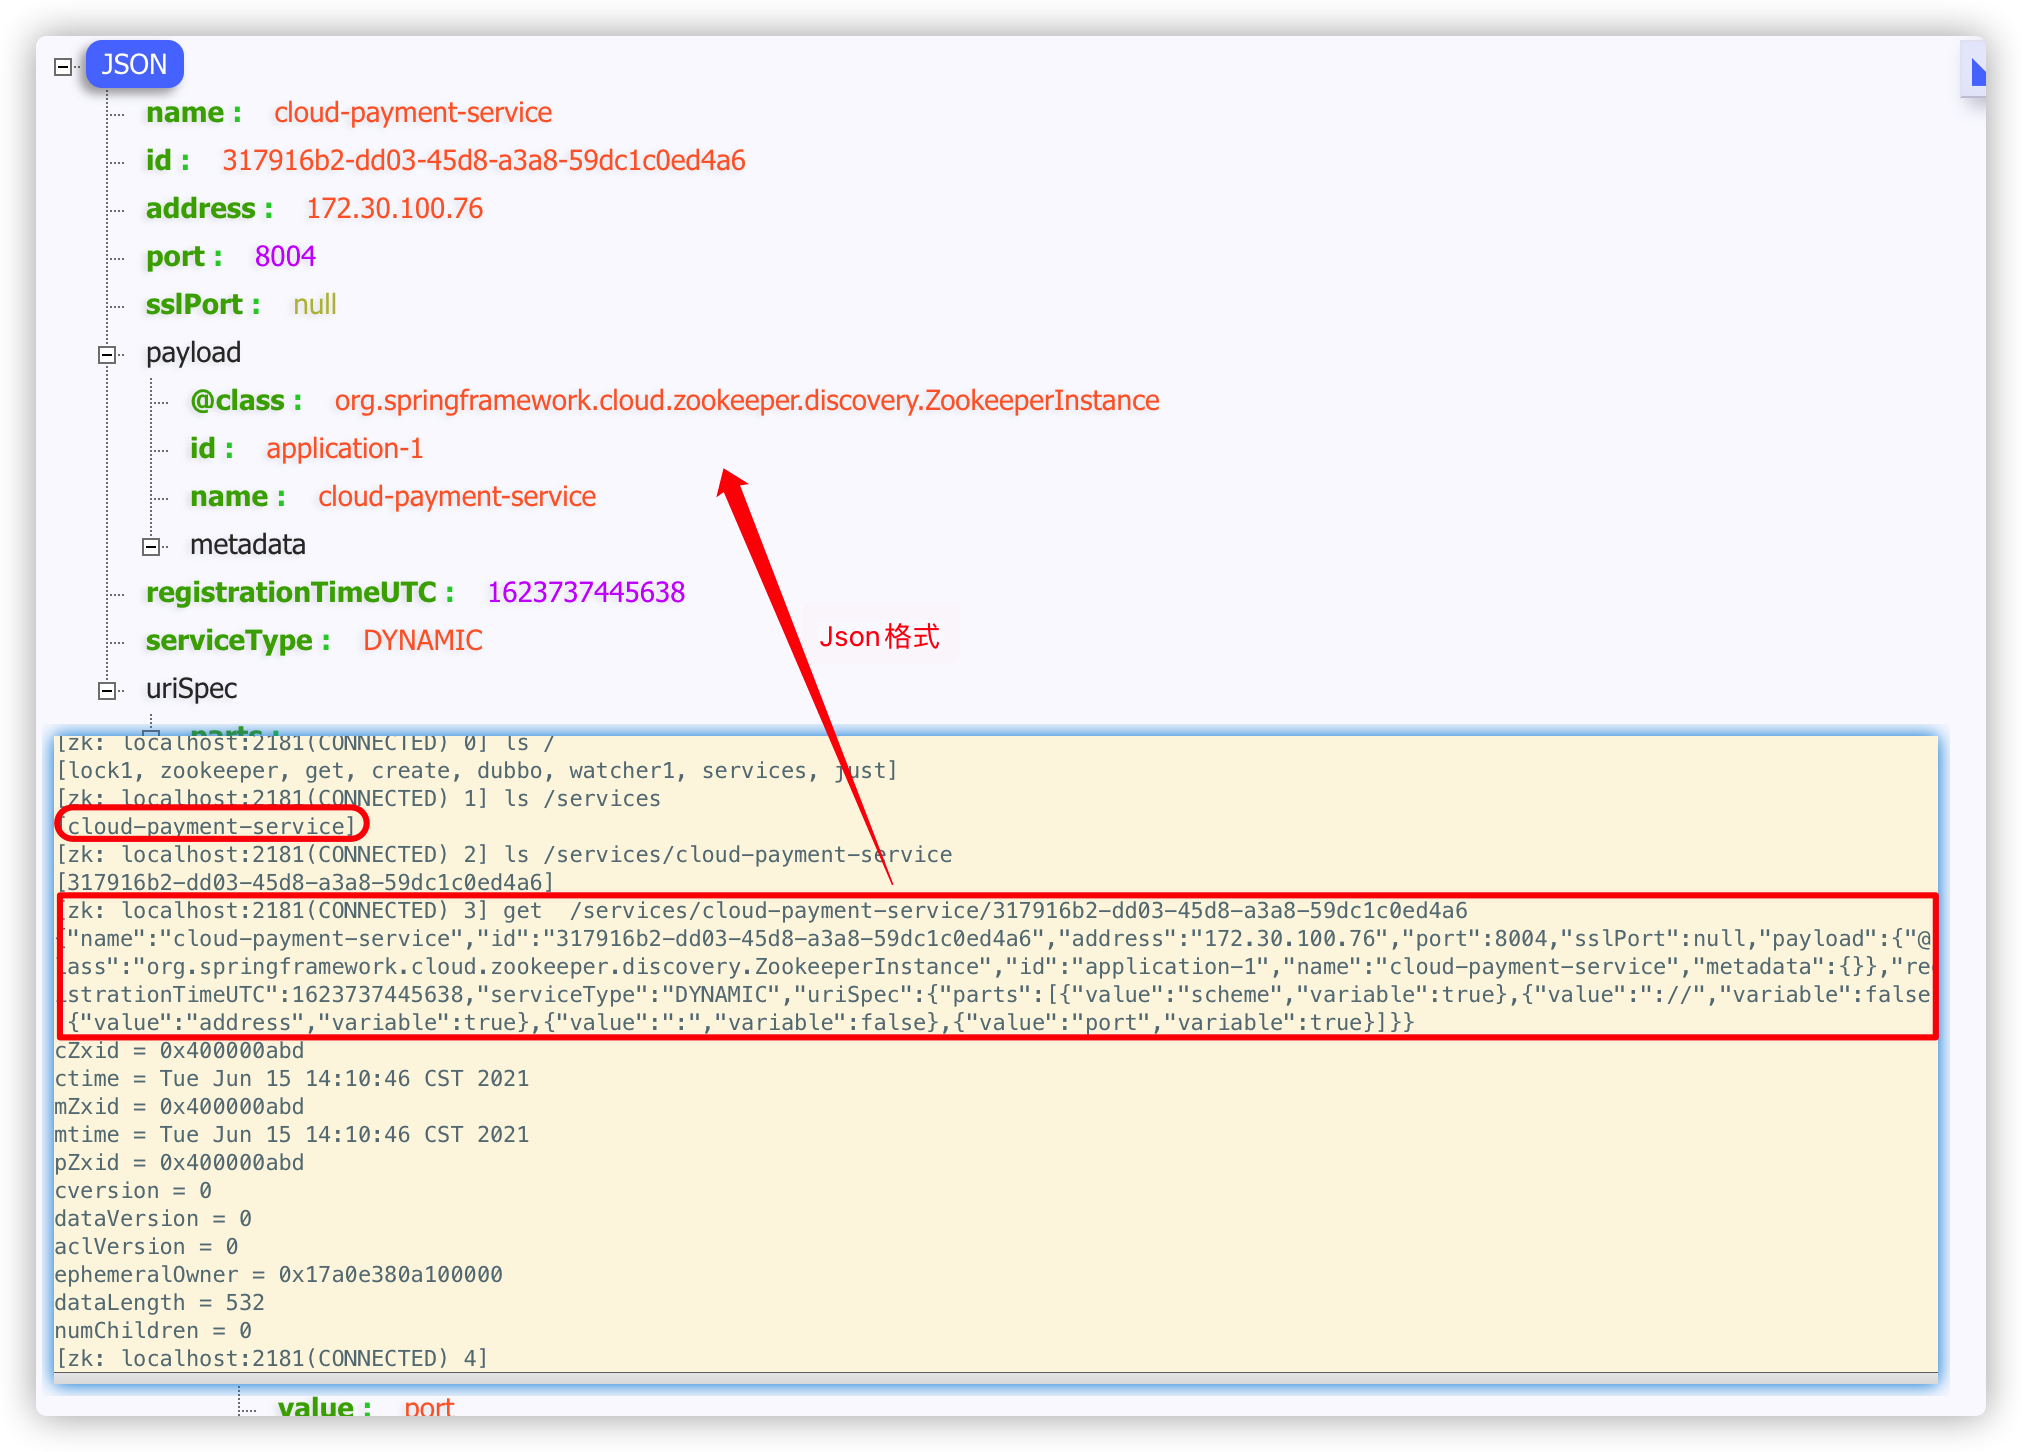 JSON
name : cloud-payment-service
id : 317916b2-dd03-45d8-a3a8-59dc1c0ed4a6
address : 172.30.100.76
port : 8004
sslPort : null
payload
@class : org.springframework.cloud.zookeeper.discovery.ZookeeperInstance
id : application-1
name : cloud-payment-service
metadata
registrationTimeUTC : 1623737445638
serviceType : DYNAMIC
Json格式
uriSpec
parts :
[zk: localhost:2181(CONNECTED) 0] ls /
[lock1, zookeeper, get, create, dubbo, watcher1, services, just]
[zk: localhost:2181(CONNECTED) 1] ls /services
[cloud-payment-service]
[zk: localhost:2181(CONNECTED) 2] ls /services/cloud-payment-service
[317916b2-dd03-45d8-a3a8-59dc1c0ed4a6]
[zk: localhost:2181(CONNECTED) 3] get  /services/cloud-payment-service/317916b2-dd03-45d8-a3a8-59dc1c0ed4a6
{"name":"cloud-payment-service","id":"317916b2-dd03-45d8-a3a8-59dc1c0ed4a6","address":"172.30.100.76","port":8004,"sslPort":null,"payload":{"@
lass":"org.springframework.cloud.zookeeper.discovery.ZookeeperInstance","id":"application-1","name":"cloud-payment-service","metadata":{}},"re
istrationTimeUTC":1623737445638,"serviceType":"DYNAMIC","uriSpec":{"parts":[{"value":"scheme","variable":true},{"value":"://","variable":false
{"value":"address","variable":true},{"value":":","variable":false},{"value":"port","variable":true}]}}
cZxid = 0x400000abd
ctime = Tue Jun 15 14:10:46 CST 2021
mZxid = 0x400000abd
mtime = Tue Jun 15 14:10:46 CST 2021
pZxid = 0x400000abd
cversion = 0
dataVersion = 0
aclVersion = 0
ephemeralOwner = 0x17a0e380a100000
dataLength = 532
numChildren = 0
[zk: localhost:2181(CONNECTED) 4]
value : port